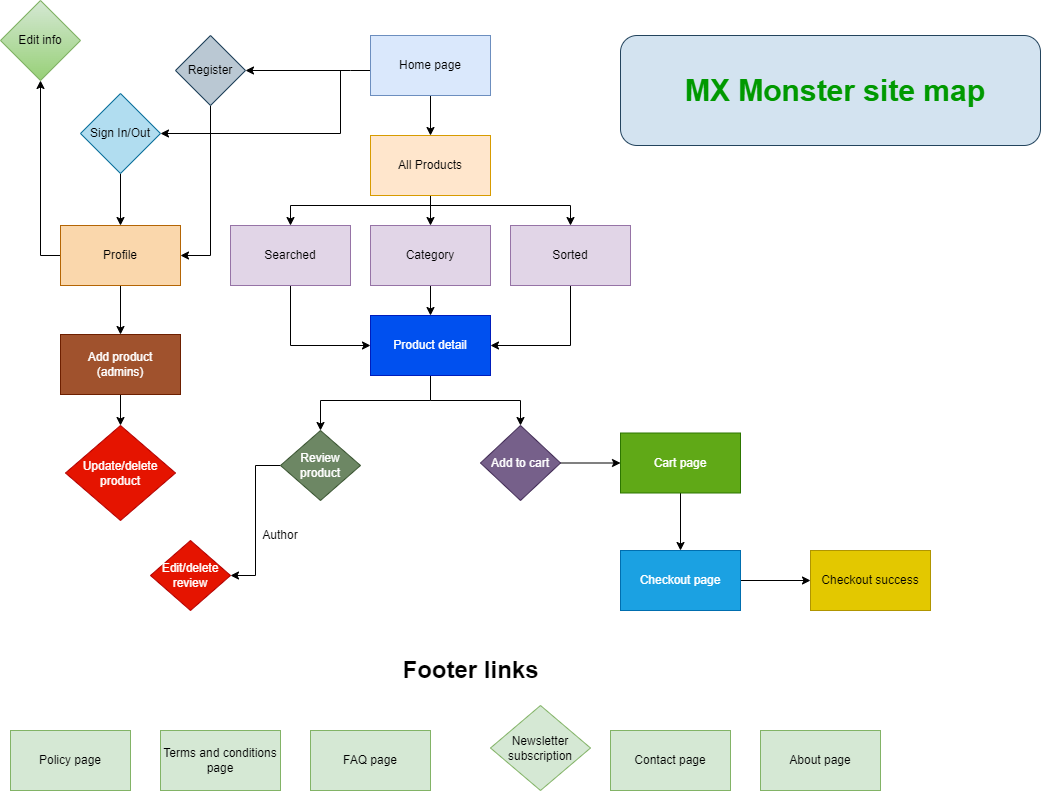 Edit info
Register
Home page
MX Monster site map
Sign In/Out
All Products
Profile
Searched
Category
Sorted
Product detail
Add product
(admins)
Update/delete
product
Review
product
Add to cart
Cart page
Author
Edit/delete
review
Checkout page
Checkout success
Footer links
Policy page
Terms and conditions
page
FAQ page
Newsletter
subscription
Contact page
About page